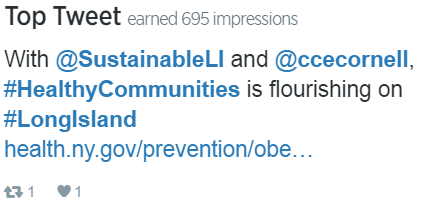 Top Tweet earned 695 impressions
With @SustainableLI and @ccecornell,
#HealthyCommunities is flourishing on
#LongIsland
health.ny.gov/prevention/obe…
1 1